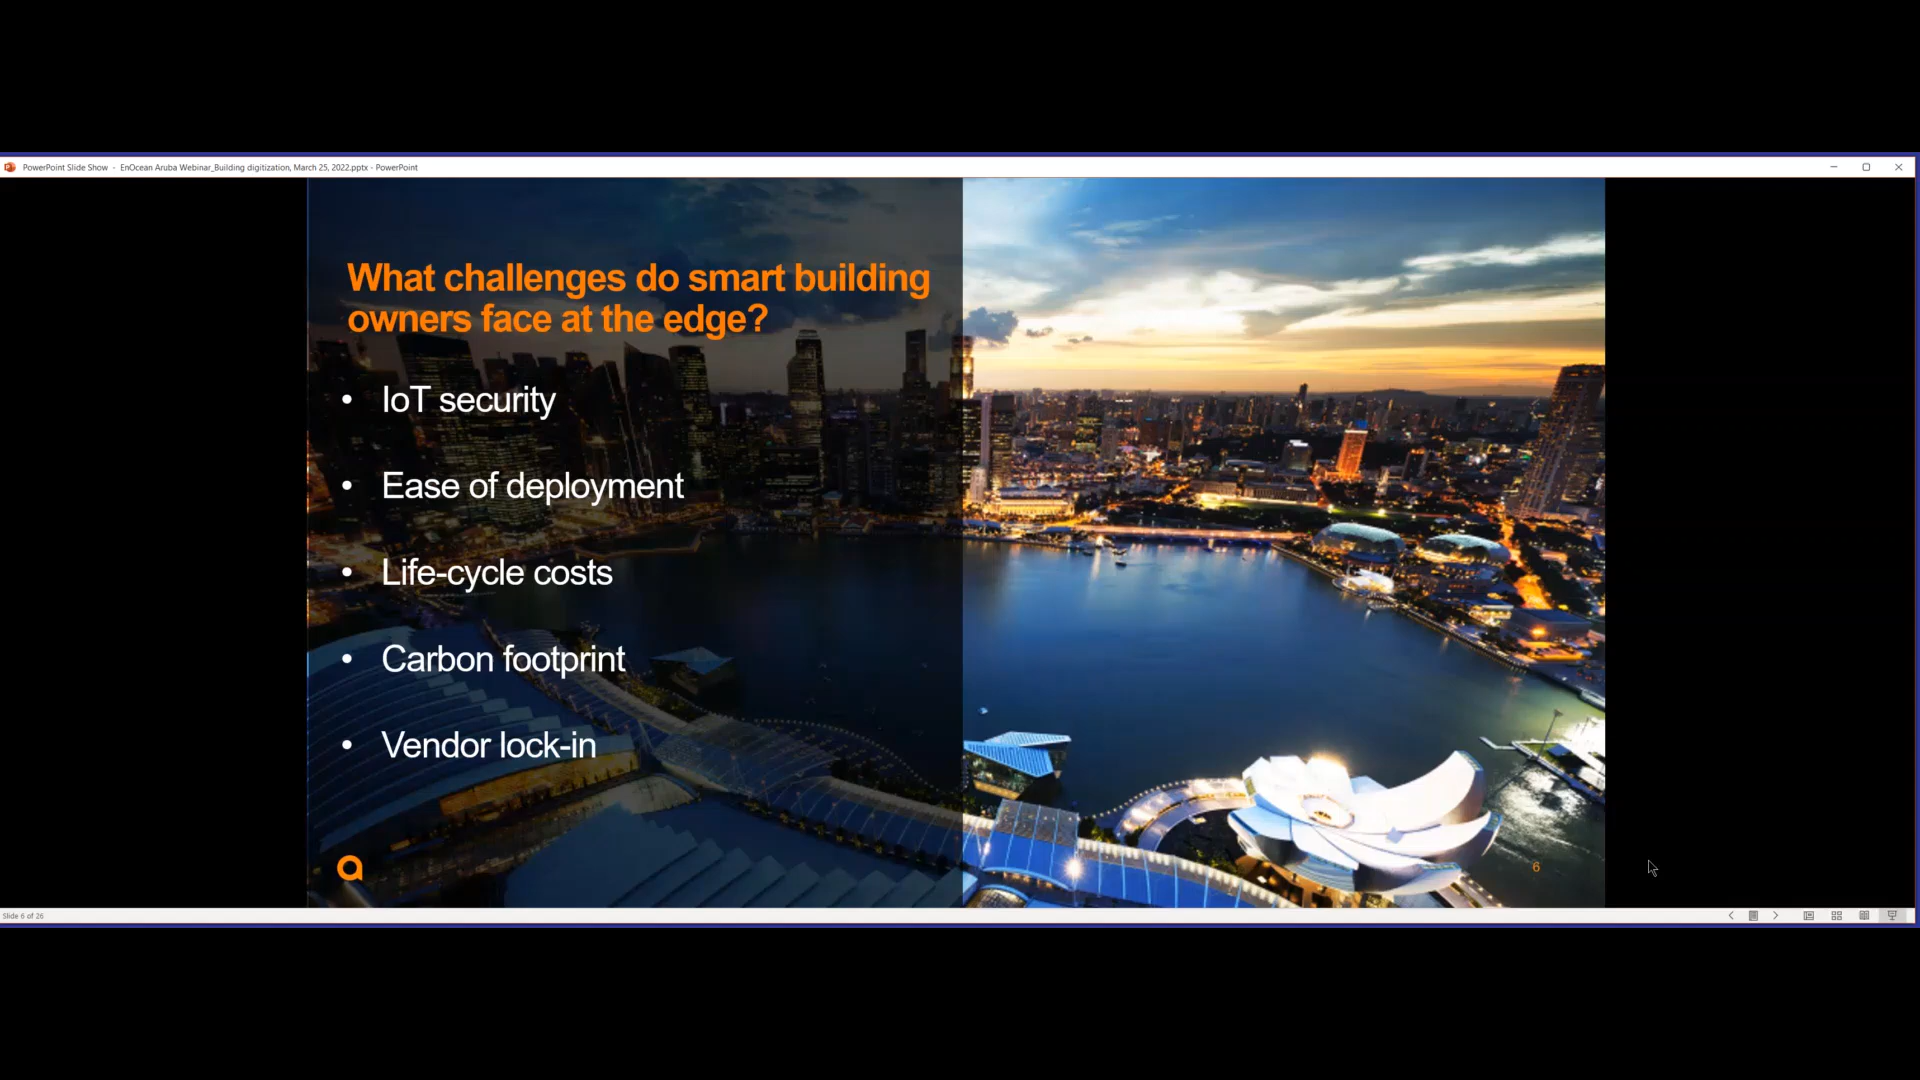 PowerPoint Slide Show - EnOcean Aruba Webinar_Building digitization, March 25, 2022.pptx - PowerPoint
What challenges do smart building
owners face at the edge?
• IoT security
• Ease of deployment
• Life-cycle costs
• Carbon footprint
• Vendor lock-in
6
Slide 6 of 26